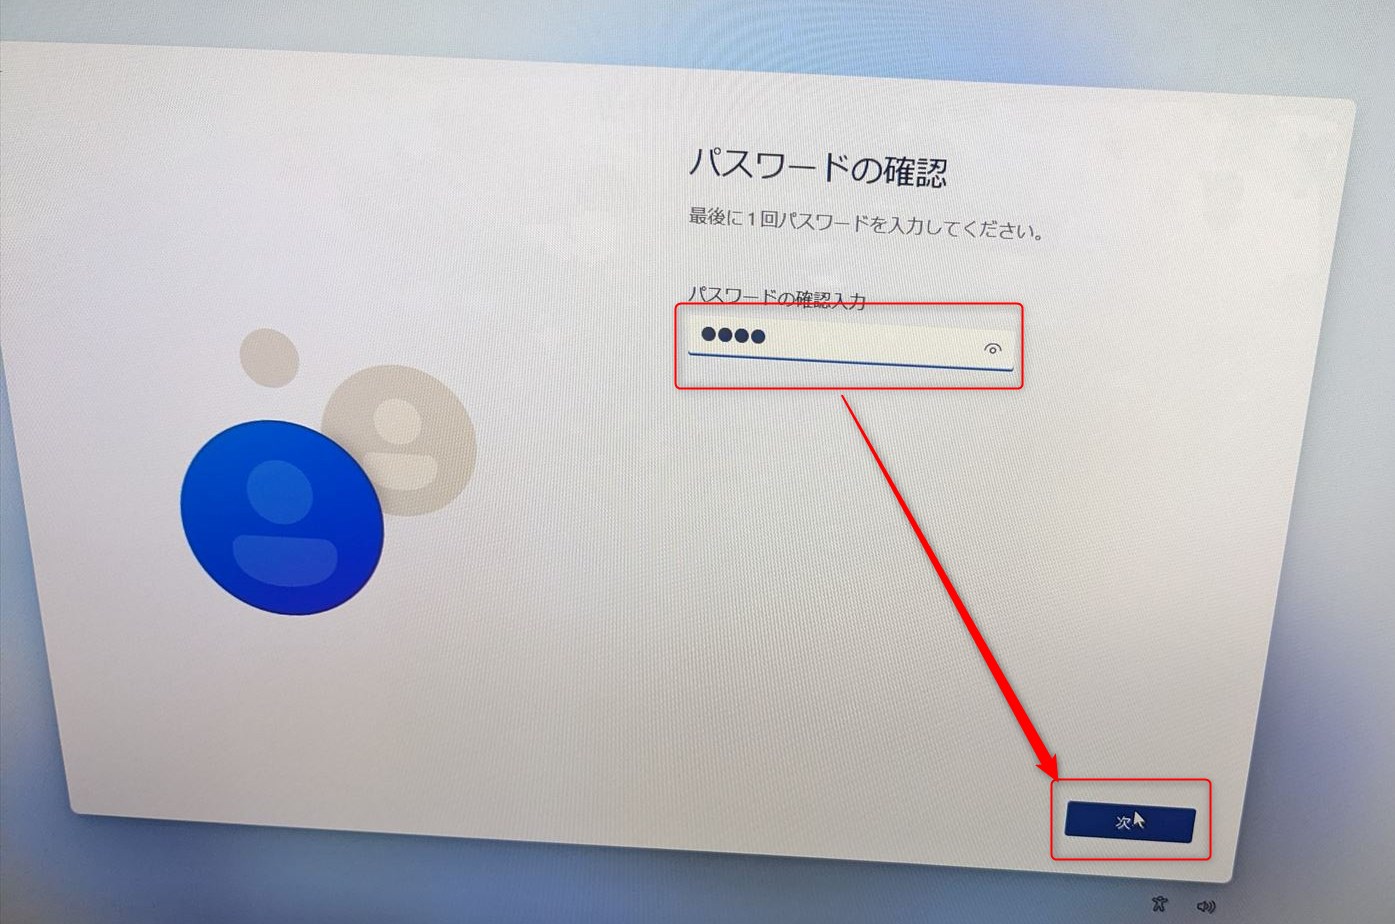 パスワードの確認
最後に1回パスワードを入力してください。
パスワードの確認入力
次へ